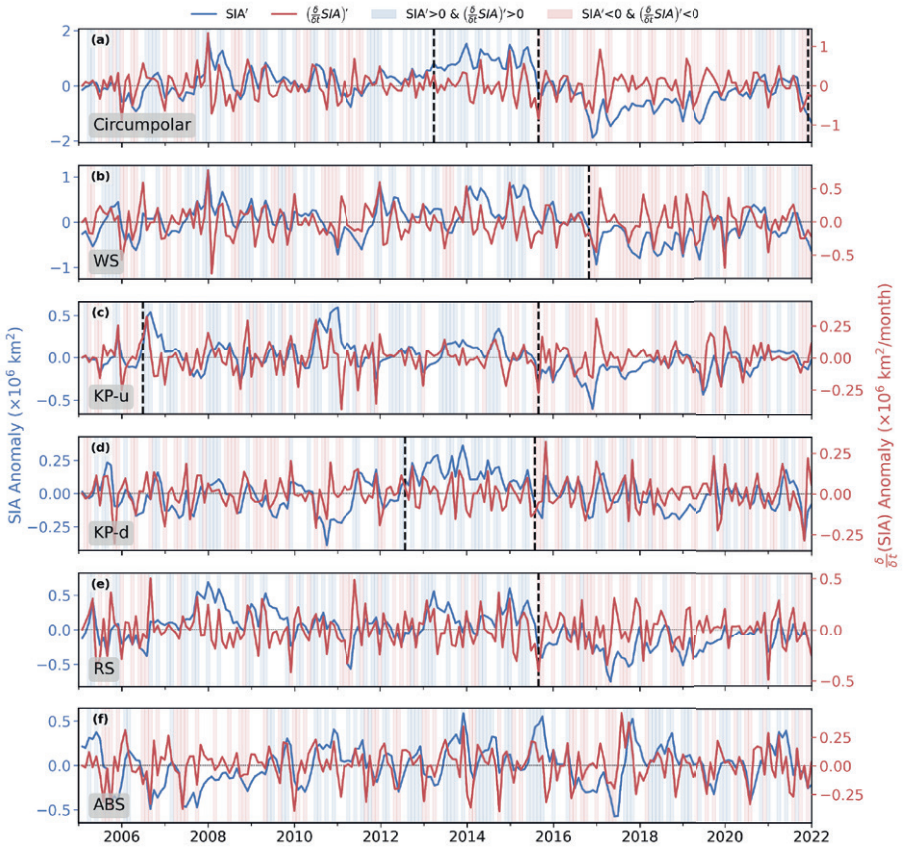 SIA′ (δ/δt SIA)′ SIA′>0 & (δ/δt SIA)′>0 SIA′<0 & (δ/δt SIA)′<0
(a)
2
0
−2
1
0
−1
Circumpolar
(b)
1
0
−1
0.5
0.0
−0.5
WS
(c)
0.5
0.0
−0.5
0.25
0.00
−0.25
KP-u
(d)
0.25
0.00
−0.25
0.25
0.00
−0.25
KP-d
(e)
0.5
0.0
−0.5
0.5
0.0
−0.5
RS
(f)
0.5
0.0
−0.5
0.25
0.00
−0.25
ABS
2006 2008 2010 2012 2014 2016 2018 2020 2022
SIA Anomaly (×10⁶ km²)
δ/δt(SIA) Anomaly (×10⁶ km²/month)